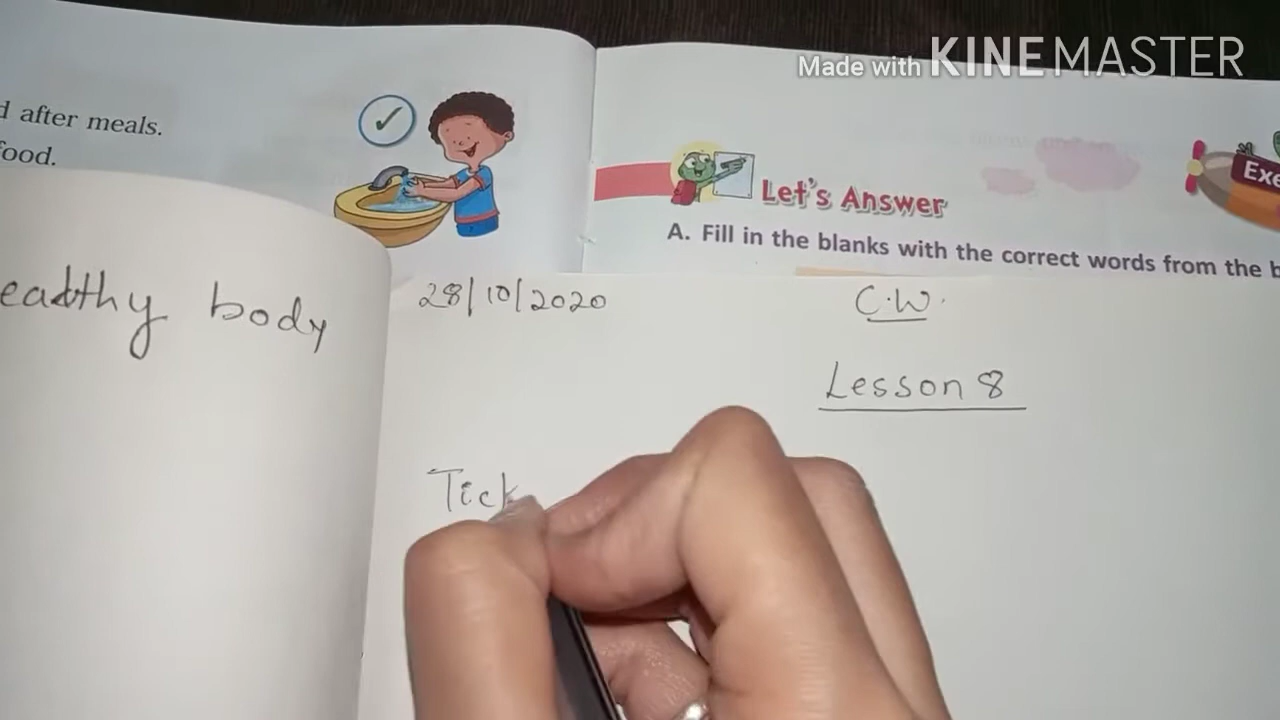 Made with KINEMASTER
d after meals.
food.
Let's Answer
Exe
A. Fill in the blanks with the correct words from the b
eathy body
28/10/2020
C.W.
Lesson 8
Tick